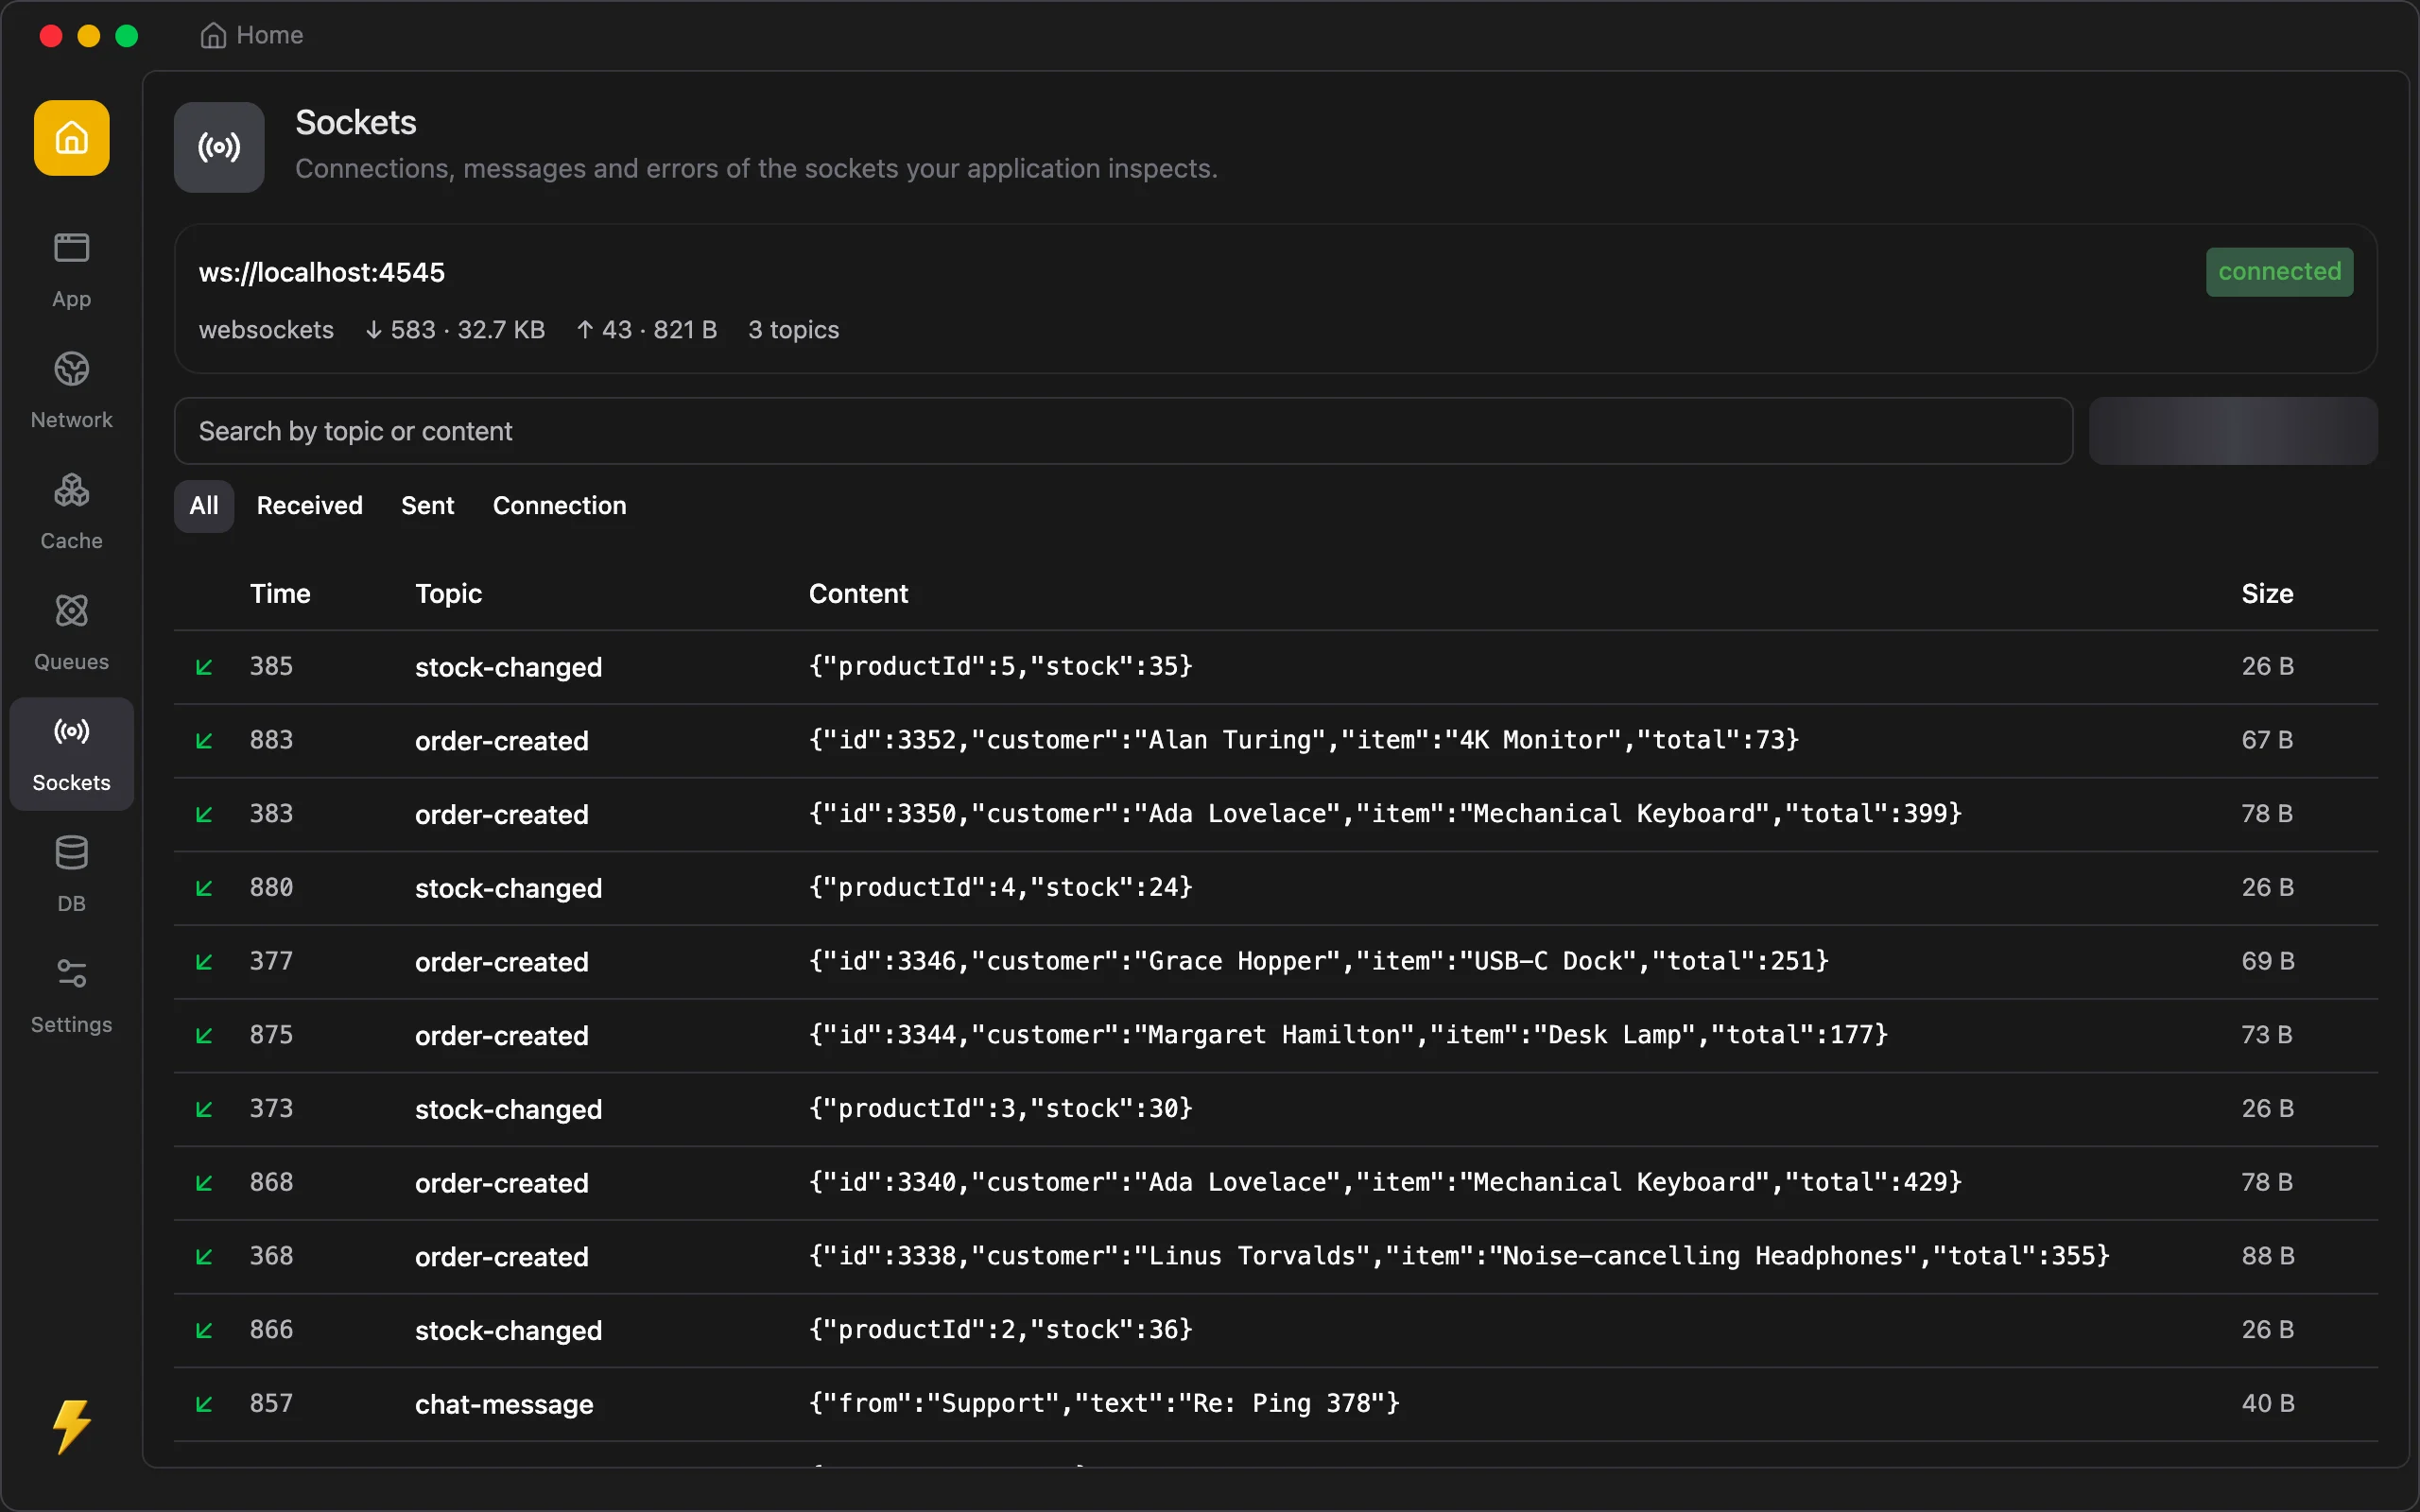 Home
Sockets
Connections, messages and errors of the sockets your application inspects.
App
Network
Cache
Queues
Sockets
DB
Settings
ws://localhost:4545
connected
websockets ↓ 583 · 32.7 KB ↑ 43 · 821 B 3 topics
Search by topic or content
All Received Sent Connection
Time Topic Content Size
385 stock-changed {"productId":5,"stock":35} 26 B
883 order-created {"id":3352,"customer":"Alan Turing","item":"4K Monitor","total":73} 67 B
383 order-created {"id":3350,"customer":"Ada Lovelace","item":"Mechanical Keyboard","total":399} 78 B
880 stock-changed {"productId":4,"stock":24} 26 B
377 order-created {"id":3346,"customer":"Grace Hopper","item":"USB-C Dock","total":251} 69 B
875 order-created {"id":3344,"customer":"Margaret Hamilton","item":"Desk Lamp","total":177} 73 B
373 stock-changed {"productId":3,"stock":30} 26 B
868 order-created {"id":3340,"customer":"Ada Lovelace","item":"Mechanical Keyboard","total":429} 78 B
368 order-created {"id":3338,"customer":"Linus Torvalds","item":"Noise-cancelling Headphones","total":355} 88 B
866 stock-changed {"productId":2,"stock":36} 26 B
857 chat-message {"from":"Support","text":"Re: Ping 378"} 40 B